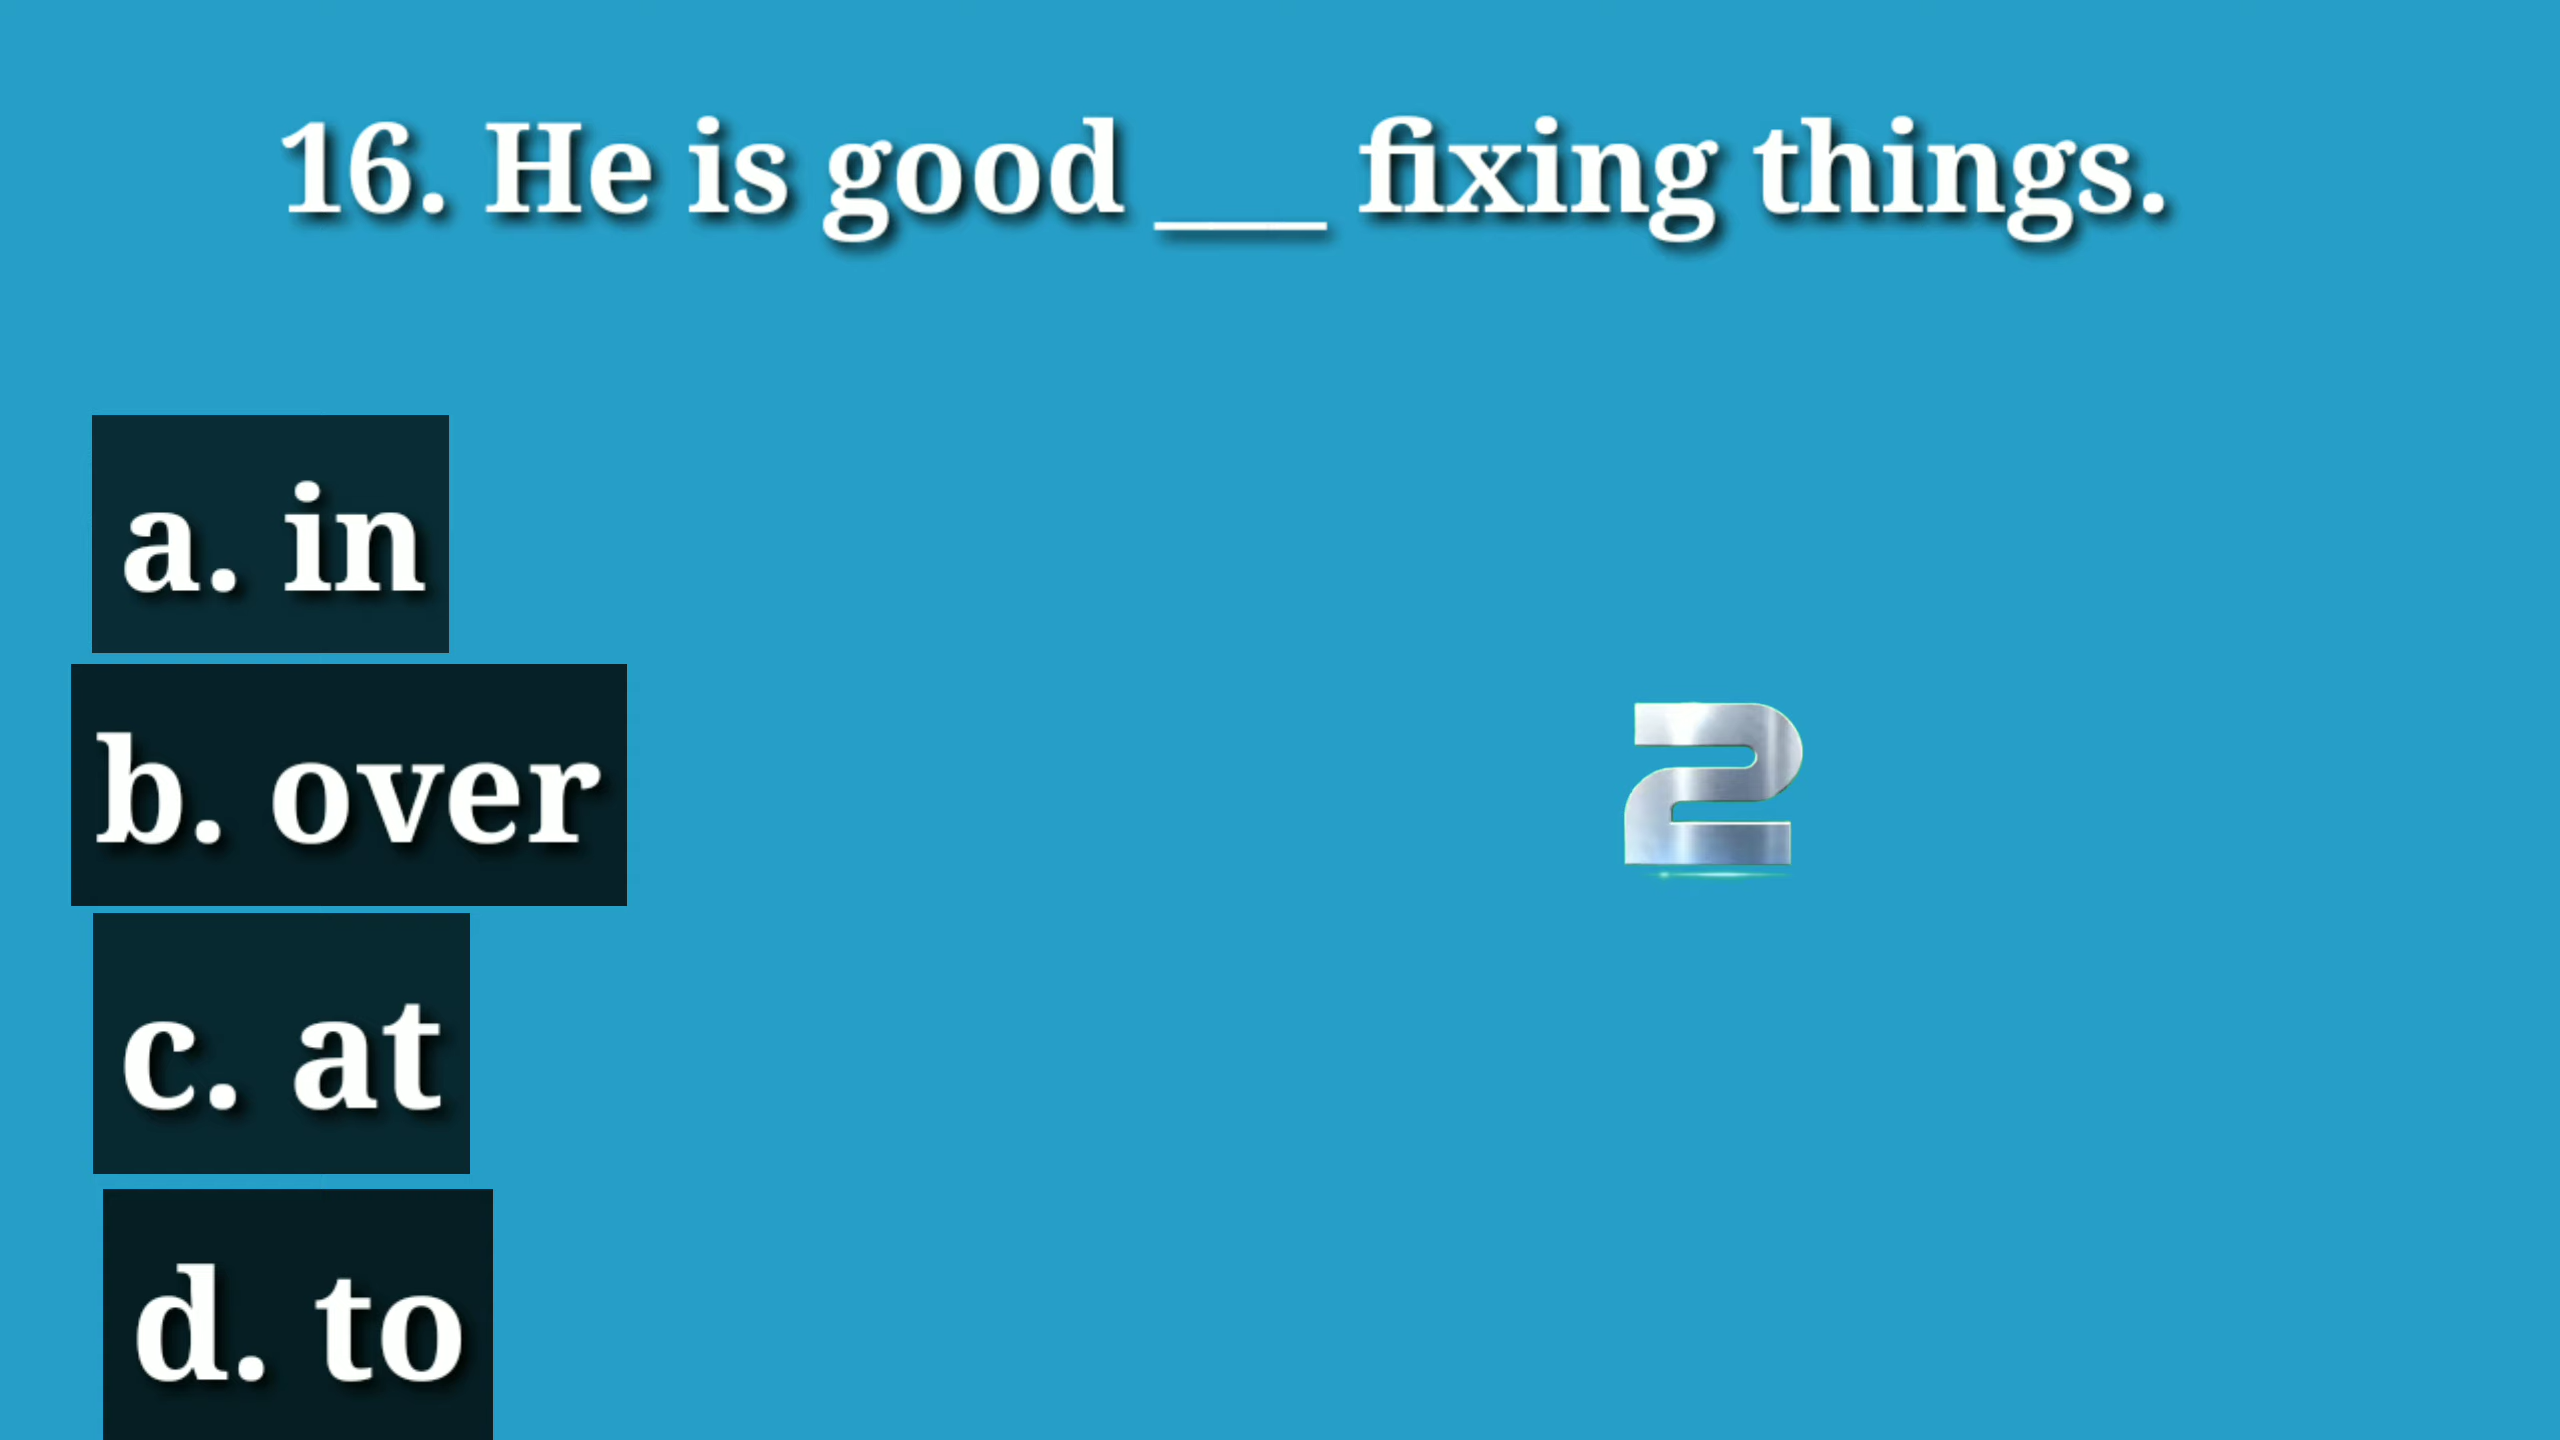 16. He is good ___ fixing things.
a. in
b. over
2
c. at
d. to